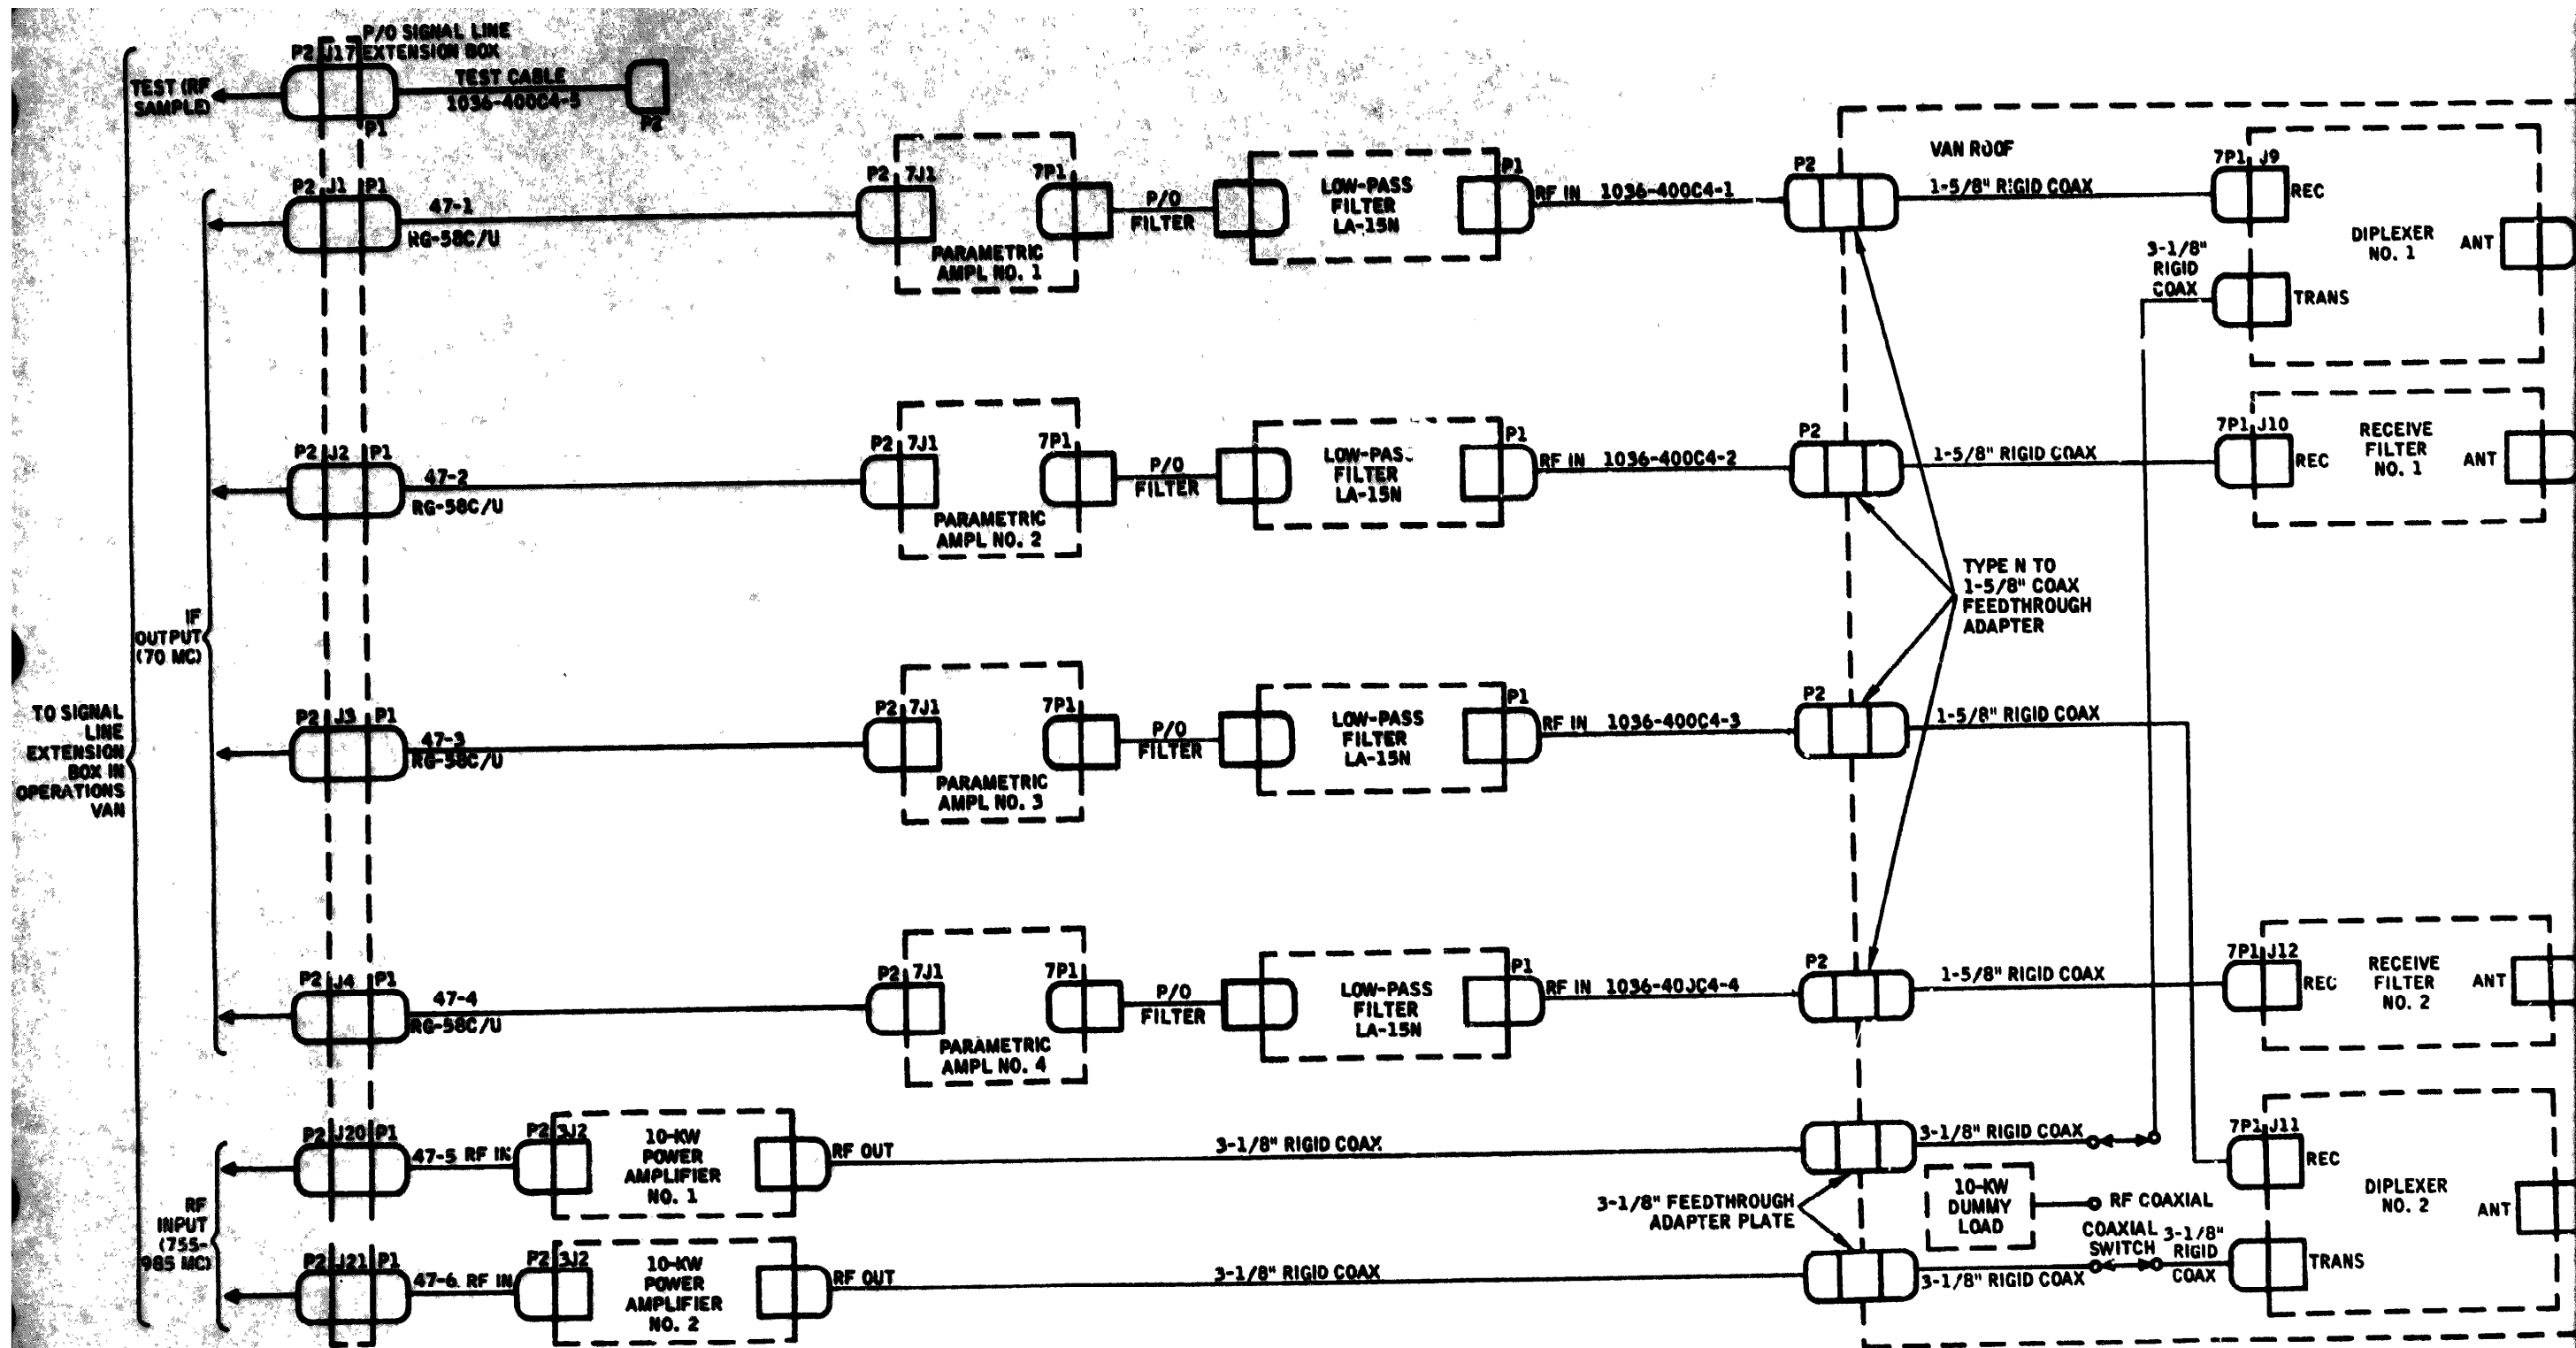 P/O SIGNAL LINE
EXTENSION BOX
P2 J17
TEST (RF
SAMPLE)
TEST CABLE
1036-400C4-5
P1
P2
P2 J1 P1
47-1
RG-58C/U
P2 7J1
PARAMETRIC
AMPL NO. 1
7P1
P/O
FILTER
LOW-PASS
FILTER
LA-15N
P1
RF IN 1036-400C4-1
P2
VAN ROOF
1-5/8" RIGID COAX
7P1 J9
REC
DIPLEXER
NO. 1
ANT
3-1/8"
RIGID
COAX
TRANS
P2 J2 P1
47-2
RG-58C/U
P2 7J1
PARAMETRIC
AMPL NO. 2
7P1
P/O
FILTER
LOW-PASS
FILTER
LA-15N
P1
RF IN 1036-400C4-2
P2
1-5/8" RIGID COAX
7P1 J10
REC
RECEIVE
FILTER
NO. 1
ANT
TYPE N TO
1-5/8" COAX
FEEDTHROUGH
ADAPTER
IF
OUTPUT
(70 MC)
TO SIGNAL
LINE
EXTENSION
BOX IN
OPERATIONS
VAN
P2 J3 P1
47-3
RG-58C/U
P2 7J1
PARAMETRIC
AMPL NO. 3
7P1
P/O
FILTER
LOW-PASS
FILTER
LA-15N
P1
RF IN 1036-400C4-3
P2
1-5/8" RIGID COAX
P2 J4 P1
47-4
RG-58C/U
P2 7J1
PARAMETRIC
AMPL NO. 4
7P1
P/O
FILTER
LOW-PASS
FILTER
LA-15N
P1
RF IN 1036-400C4-4
P2
1-5/8" RIGID COAX
7P1 J12
REC
RECEIVE
FILTER
NO. 2
ANT
RF
INPUT
(755-
985 MC)
P2 J20 P1
47-5 RF IN
P2 3J2
10-KW
POWER
AMPLIFIER
NO. 1
RF OUT
3-1/8" RIGID COAX
3-1/8" RIGID COAX
7P1 J11
REC
DIPLEXER
NO. 2
ANT
3-1/8" FEEDTHROUGH
ADAPTER PLATE
10-KW
DUMMY
LOAD
RF COAXIAL
COAXIAL
SWITCH
3-1/8"
RIGID
COAX
TRANS
P2 J21 P1
47-6 RF IN
P2 3J2
10-KW
POWER
AMPLIFIER
NO. 2
RF OUT
3-1/8" RIGID COAX
3-1/8" RIGID COAX